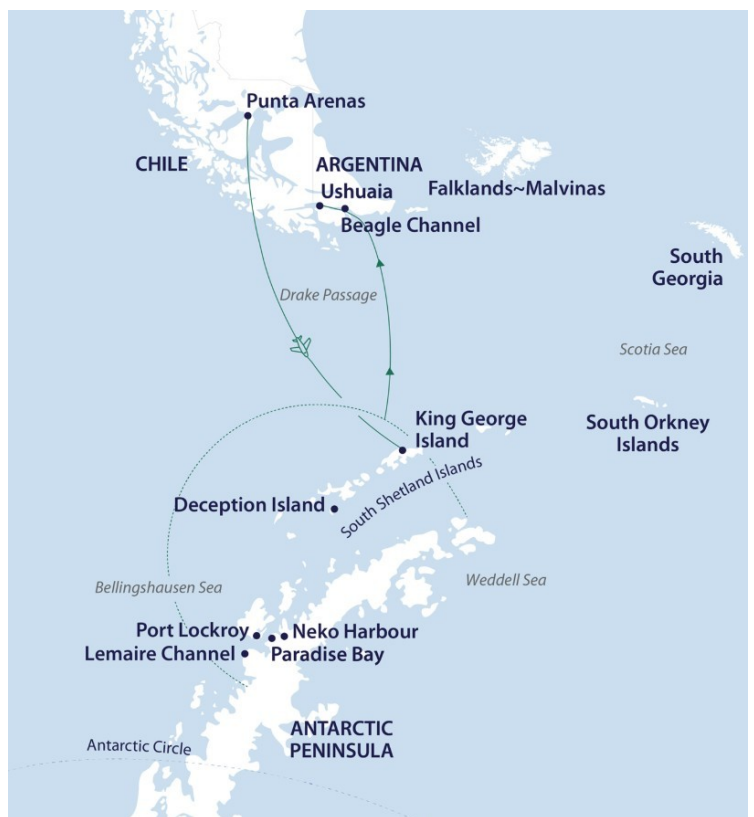 Punta Arenas
CHILE
ARGENTINA
Ushuaia
Falklands~Malvinas
Beagle Channel
South
Georgia
Drake Passage
Scotia Sea
King George
Island
South Orkney
Islands
South Shetland Islands
Deception Island
Weddell Sea
Bellingshausen Sea
Port Lockroy
Neko Harbour
Lemaire Channel
Paradise Bay
ANTARCTIC
PENINSULA
Antarctic Circle